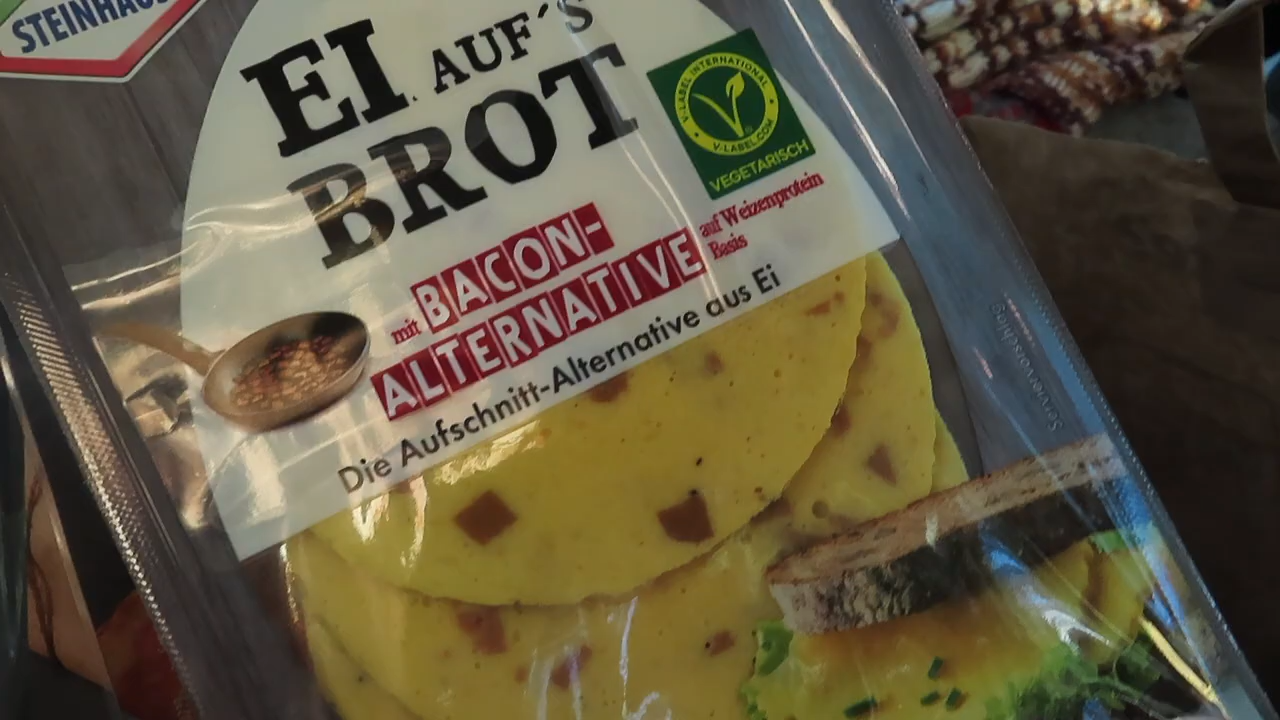 STEINHAUS
EI AUF´S
BROT
V-LABEL INTERNATIONAL
V-LABEL.COM
VEGETARISCH
mit BACON-
ALTERNATIVE
auf Weizenprotein
Basis
Die Aufschnitt-Alternative aus Ei
Serviervorschlag